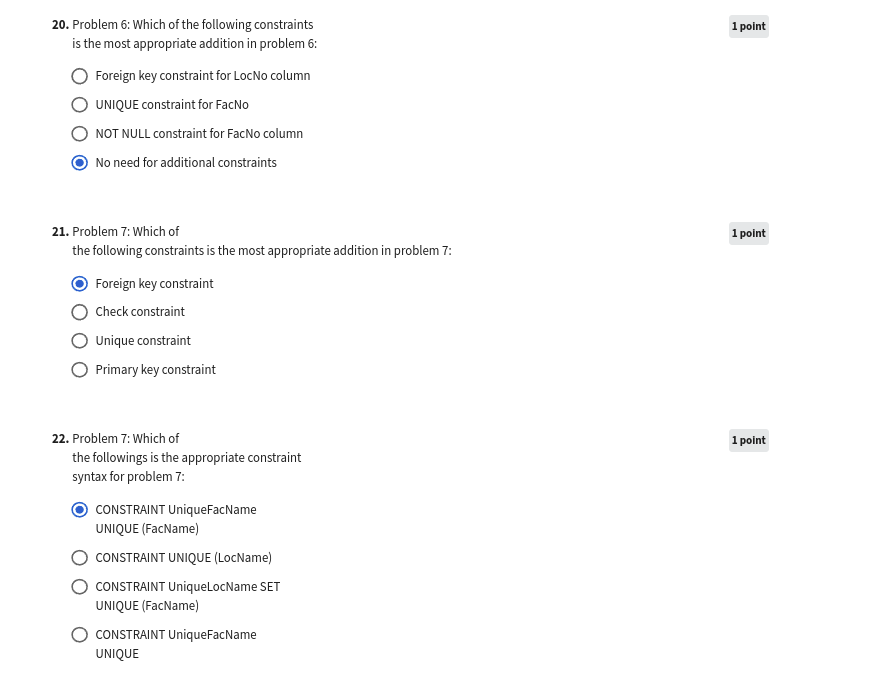 20. Problem 6: Which of the following constraints 1 point
is the most appropriate addition in problem 6:
Foreign key constraint for LocNo column
UNIQUE constraint for FacNo
NOT NULL constraint for FacNo column
No need for additional constraints
21. Problem 7: Which of 1 point
the following constraints is the most appropriate addition in problem 7:
Foreign key constraint
Check constraint
Unique constraint
Primary key constraint
22. Problem 7: Which of 1 point
the followings is the appropriate constraint
syntax for problem 7:
CONSTRAINT UniqueFacName
UNIQUE (FacName)
CONSTRAINT UNIQUE (LocName)
CONSTRAINT UniqueLocName SET
UNIQUE (FacName)
CONSTRAINT UniqueFacName
UNIQUE